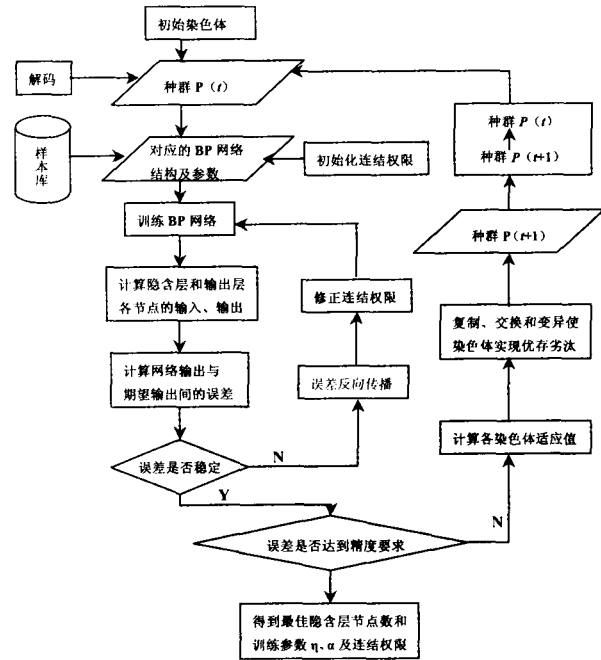 初始染色体
解码
种群 P（t）
样本库
对应的 BP 网络
结构及参数
初始化连结权限
训练 BP 网络
计算隐含层和输出层
各节点的输入、输出
计算网络输出与
期望输出间的误差
误差是否稳定
N
Y
误差反向传播
修正连结权限
误差是否达到精度要求
N
得到最佳隐含层节点数和
训练参数 η、α 及连结权限
计算各染色体适应值
复制、交换和变异使
染色体实现优存劣汰
种群 P（t+1）
种群 P（t）
种群 P（t+1）